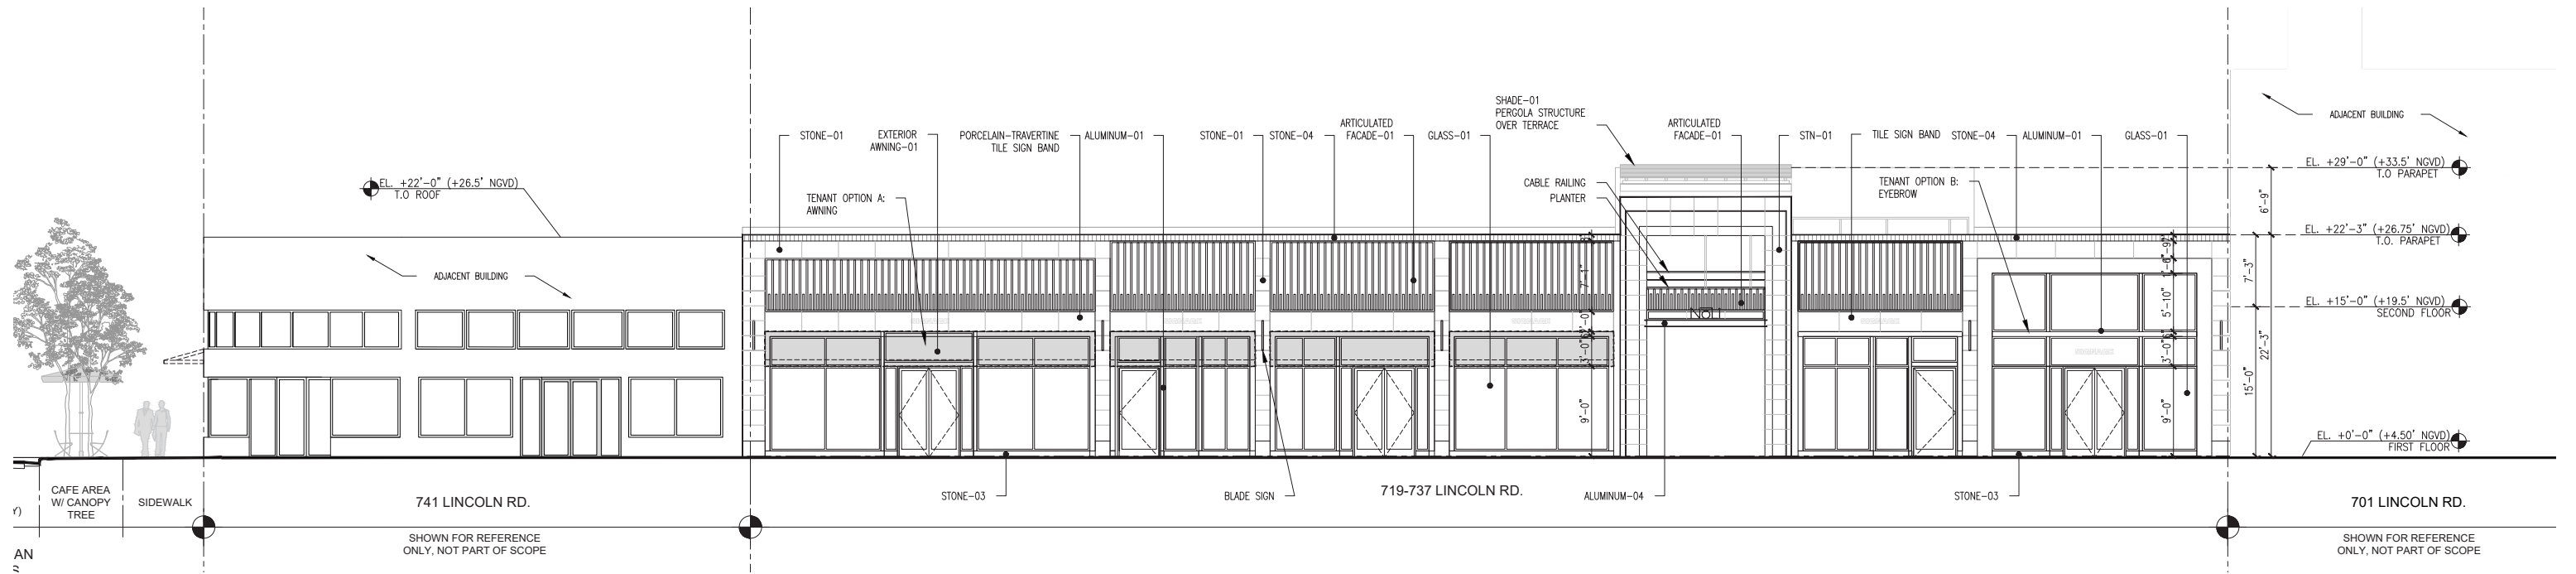 SHADE-01
PERGOLA STRUCTURE
OVER TERRACE
ADJACENT BUILDING
STONE-01
EXTERIOR
AWNING-01
PORCELAIN-TRAVERTINE
TILE SIGN BAND
ALUMINUM-01
STONE-01
STONE-04
ARTICULATED
FACADE-01
GLASS-01
ARTICULATED
FACADE-01
STN-01
TILE SIGN BAND
STONE-04
ALUMINUM-01
GLASS-01
EL. +29'-0" (+33.5' NGVD)
T.O PARAPET
EL. +22'-0" (+26.5' NGVD)
T.O ROOF
TENANT OPTION A:
AWNING
CABLE RAILING
PLANTER
TENANT OPTION B:
EYEBROW
6'-9"
EL. +22'-3" (+26.75' NGVD)
T.O. PARAPET
ADJACENT BUILDING
7'-1"
5'-10"
7'-3"
EL. +15'-0" (+19.5' NGVD)
SECOND FLOOR
NOLI
3'-0"
3'-0"
22'-3"
15'-0"
9'-0"
9'-0"
EL. +0'-0" (+4.50' NGVD)
FIRST FLOOR
CAFE AREA
W/ CANOPY
TREE
SIDEWALK
741 LINCOLN RD.
STONE-03
BLADE SIGN
719-737 LINCOLN RD.
ALUMINUM-04
STONE-03
701 LINCOLN RD.
SHOWN FOR REFERENCE
ONLY, NOT PART OF SCOPE
SHOWN FOR REFERENCE
ONLY, NOT PART OF SCOPE